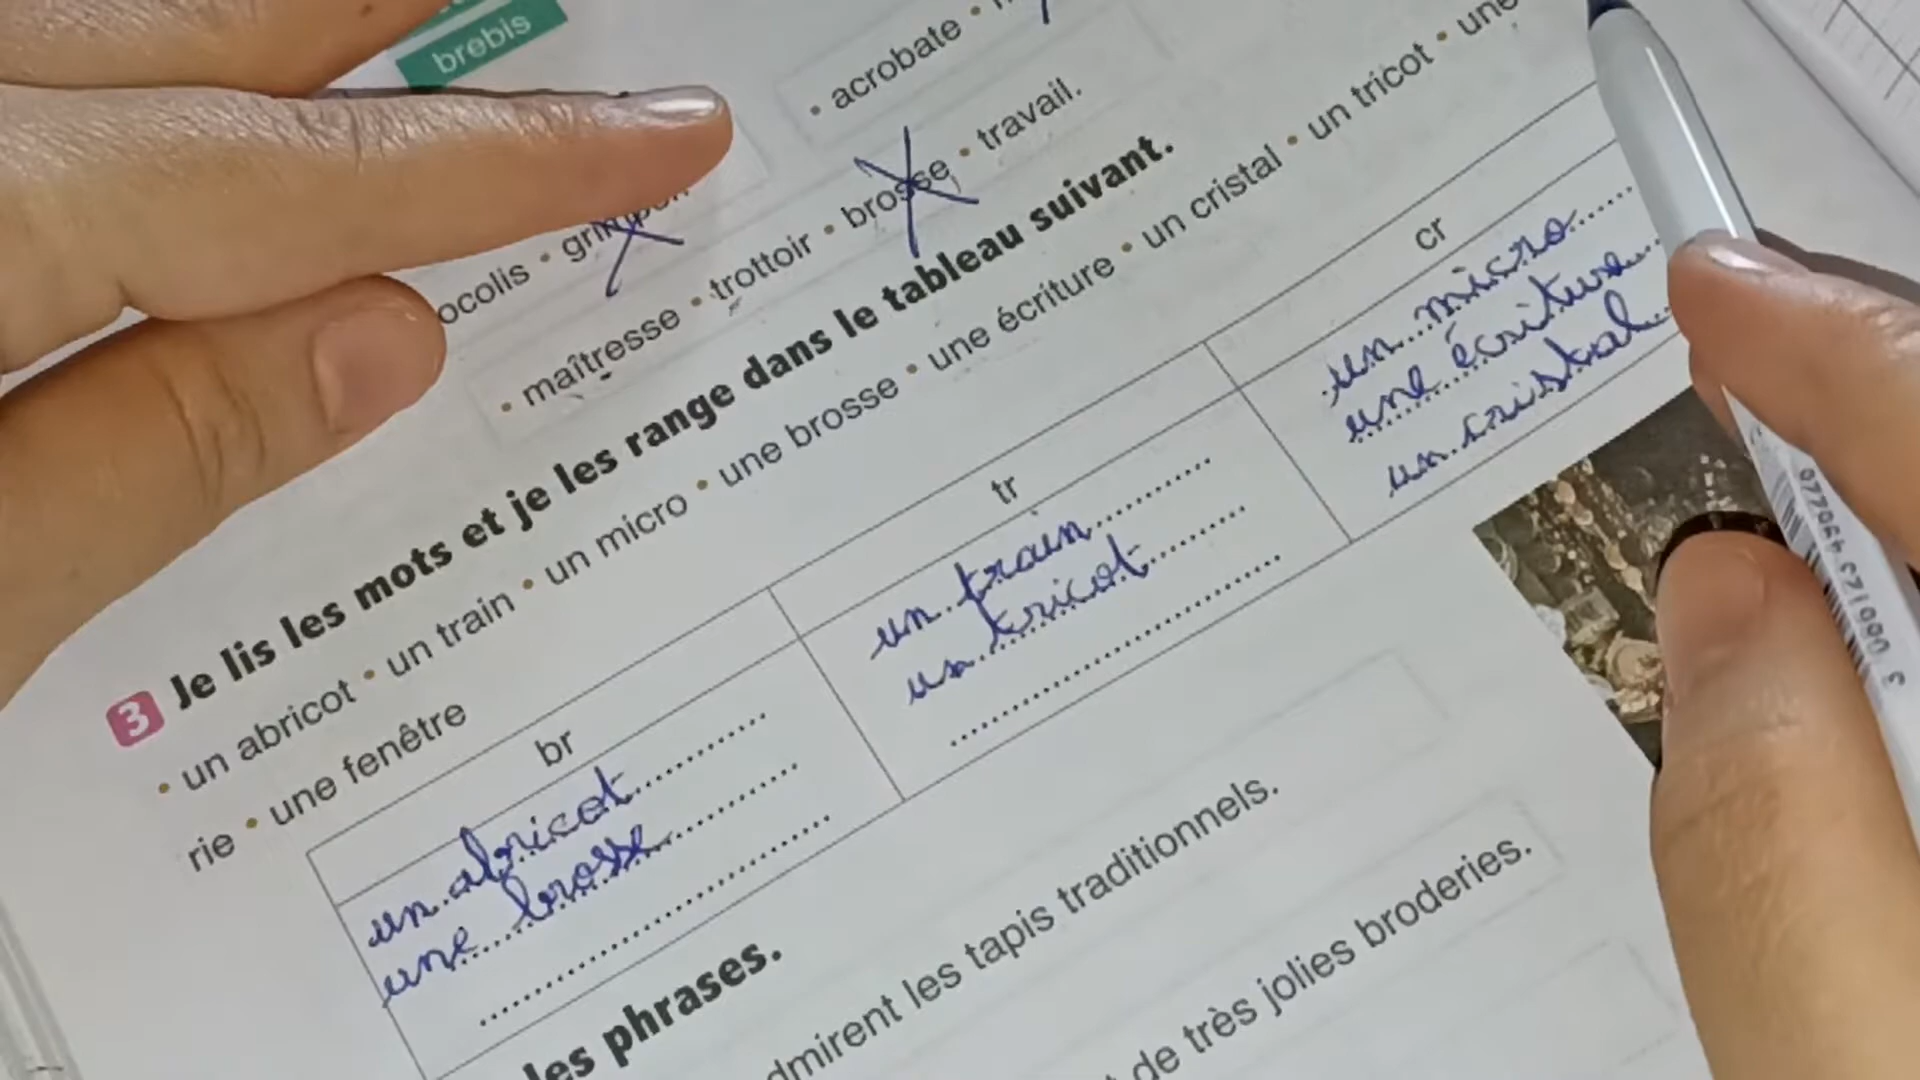 brebis
• acrobate •
ocolis • grimper
• maîtresse • trottoir • brosse • travail.
3 Je lis les mots et je les range dans le tableau suivant.
• un abricot • un train • un micro • une brosse • une écriture • un cristal • un tricot • une
rie • une fenêtre
br tr cr
un abricot
une brosse
un train
un tricot
un micro
une écriture
un cristal
les phrases.
dmirent les tapis traditionnels.
t de très jolies broderies.